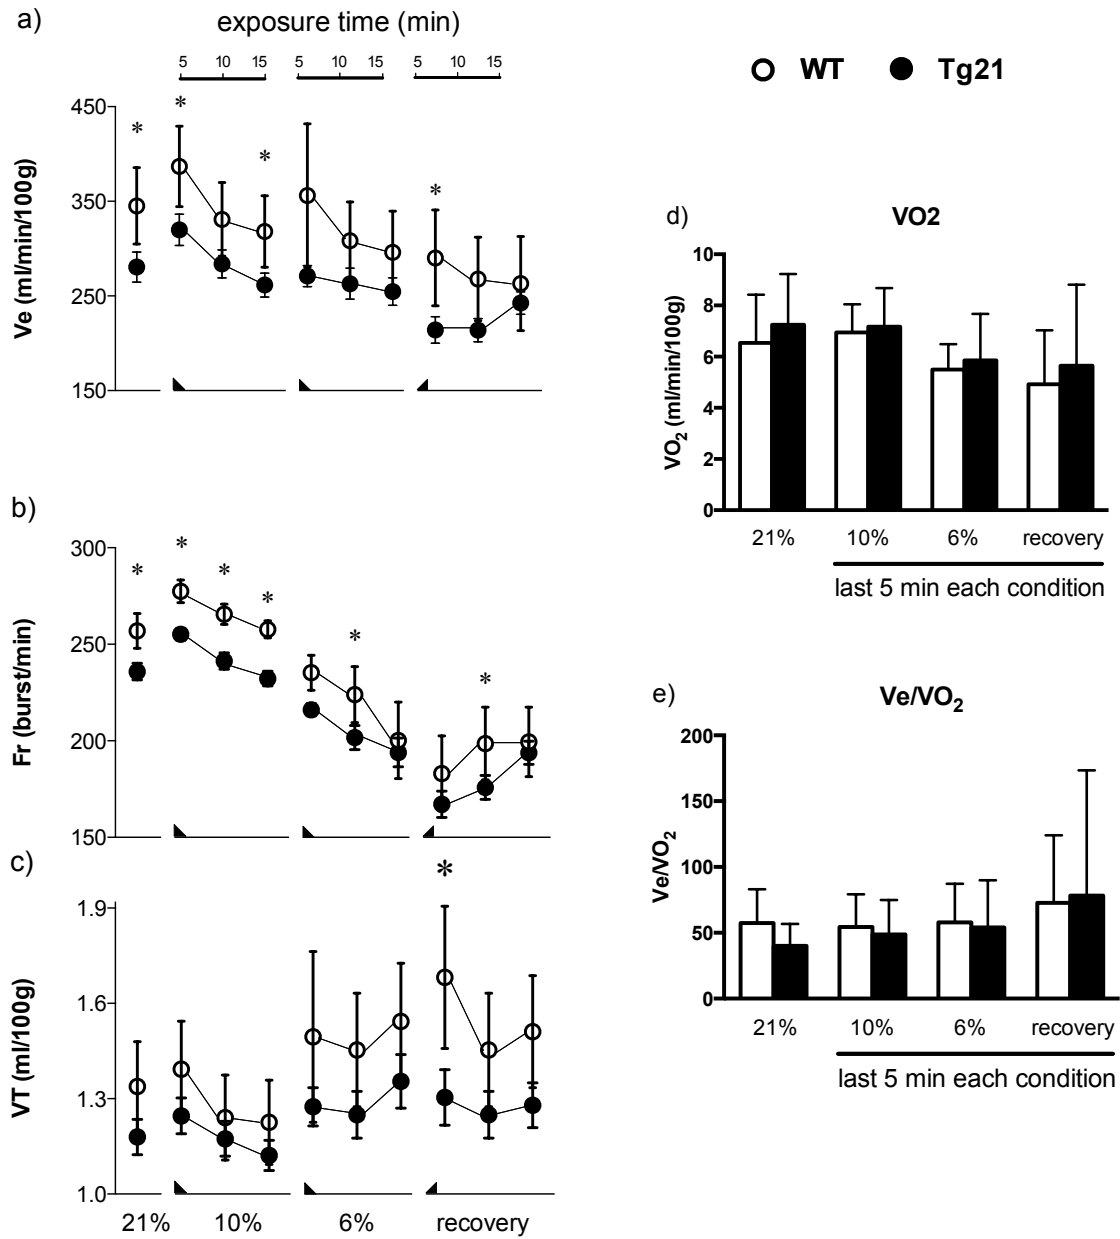 a)
exposure time (min)
5 10 15 5 10 15 5 10 15
WT Tg21
*
*
*
*
450
350
250
150
Ve (ml/min/100g)
b)
*
*
*
*
*
*
300
250
200
150
Fr (burst/min)
c)
*
1.9
1.6
1.3
1.0
VT (ml/100g)
21% 10% 6% recovery
d)
VO2
10
8
6
4
2
0
VO2 (ml/min/100g)
21% 10% 6% recovery
last 5 min each condition
e)
Ve/VO2
200
150
100
50
0
Ve/VO2
21% 10% 6% recovery
last 5 min each condition